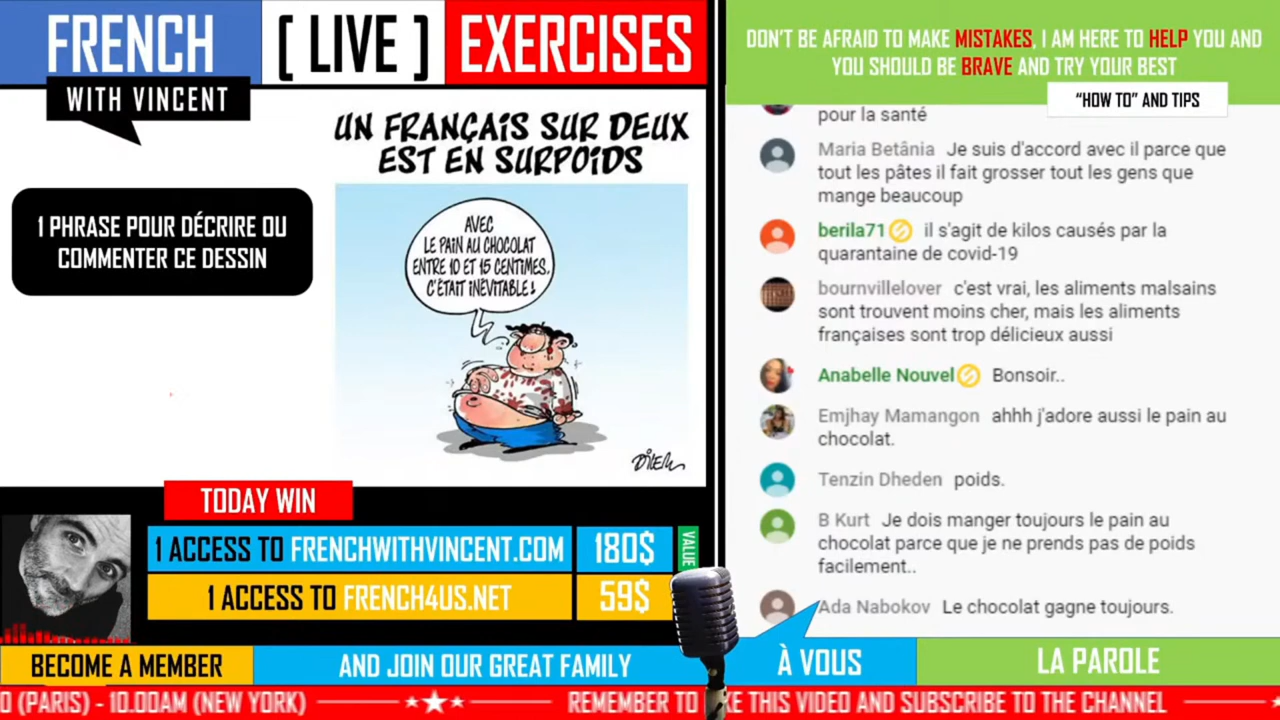 FRENCH [ LIVE ] EXERCISES
WITH VINCENT
UN FRANÇAIS SUR DEUX
EST EN SURPOIDS
1 PHRASE POUR DÉCRIRE OU
COMMENTER CE DESSIN
AVEC
LE PAIN AU CHOCOLAT
ENTRE 10 ET 15 CENTIMES,
C'ÉTAIT INÉVITABLE!
DILEM
TODAY WIN
1 ACCESS TO FRENCHWITHVINCENT.COM 180$
1 ACCESS TO FRENCH4US.NET 59$
VALUE
BECOME A MEMBER AND JOIN OUR GREAT FAMILY
DON'T BE AFRAID TO MAKE MISTAKES, I AM HERE TO HELP YOU AND
YOU SHOULD BE BRAVE AND TRY YOUR BEST
"HOW TO" AND TIPS
pour la santé
Maria Betânia Je suis d'accord avec il parce que
tout les pâtes il fait grosser tout les gens que
mange beaucoup
berila71 il s'agit de kilos causés par la
quarantaine de covid-19
bournvillelover c'est vrai, les aliments malsains
sont trouvent moins cher, mais les aliments
françaises sont trop délicieux aussi
Anabelle Nouvel Bonsoir..
Emjhay Mamangon ahhh j'adore aussi le pain au
chocolat.
Tenzin Dheden poids.
B Kurt Je dois manger toujours le pain au
chocolat parce que je ne prends pas de poids
facilement..
Ada Nabokov Le chocolat gagne toujours.
À VOUS LA PAROLE
(PARIS) - 10.00AM (NEW YORK) REMEMBER TO KE THIS VIDEO AND SUBSCRIBE TO THE CHANNEL